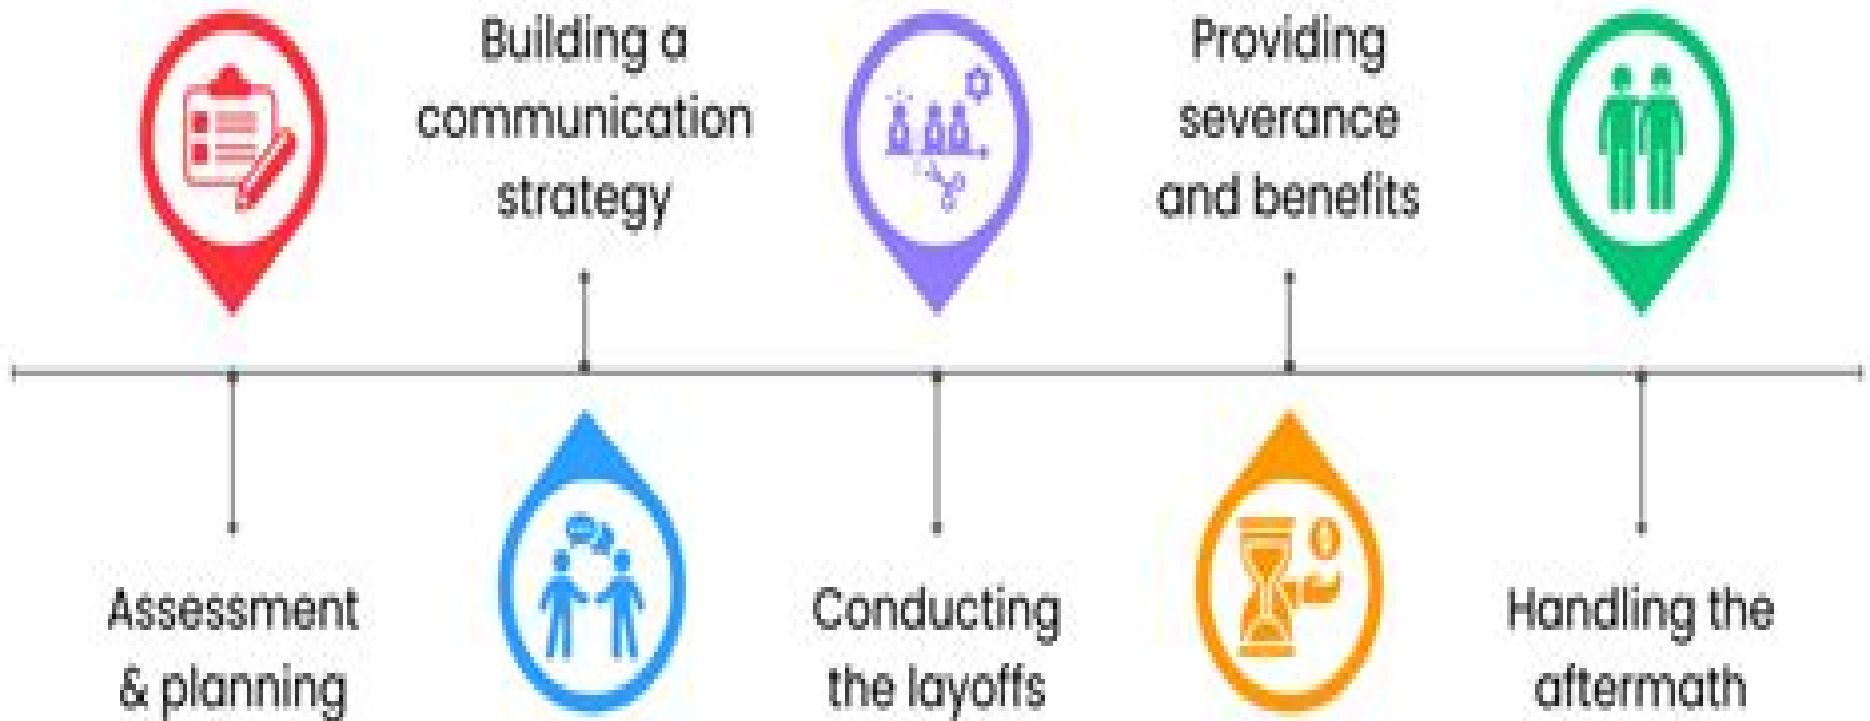 Assessment
& planning
Building a
communication
strategy
Conducting
the layoffs
Providing
severance
and benefits
Handling the
aftermath